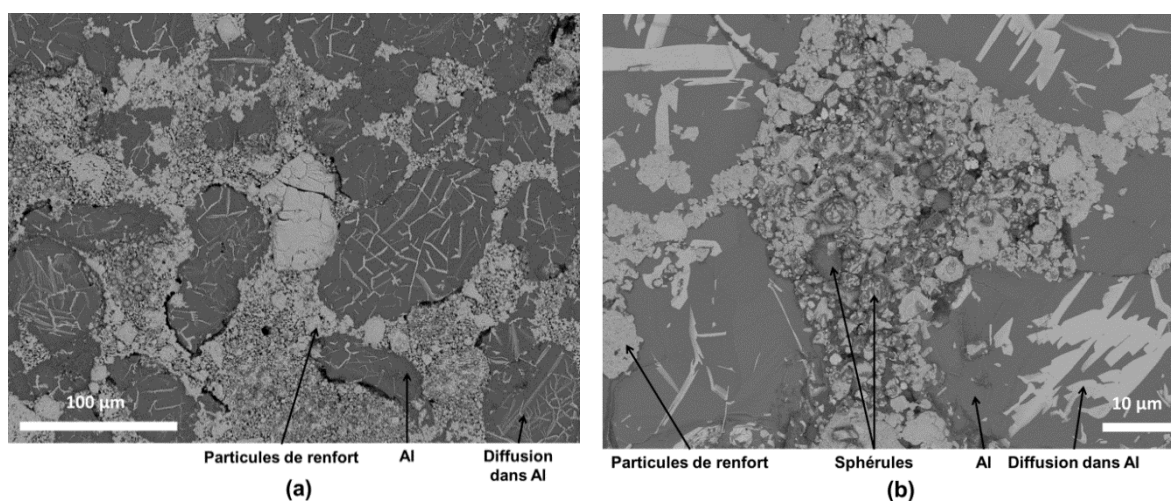 100 µm
10 µm
Particules de renfort
Al
Diffusion dans Al
Particules de renfort
Sphérules
Al
Diffusion dans Al
(a)
(b)